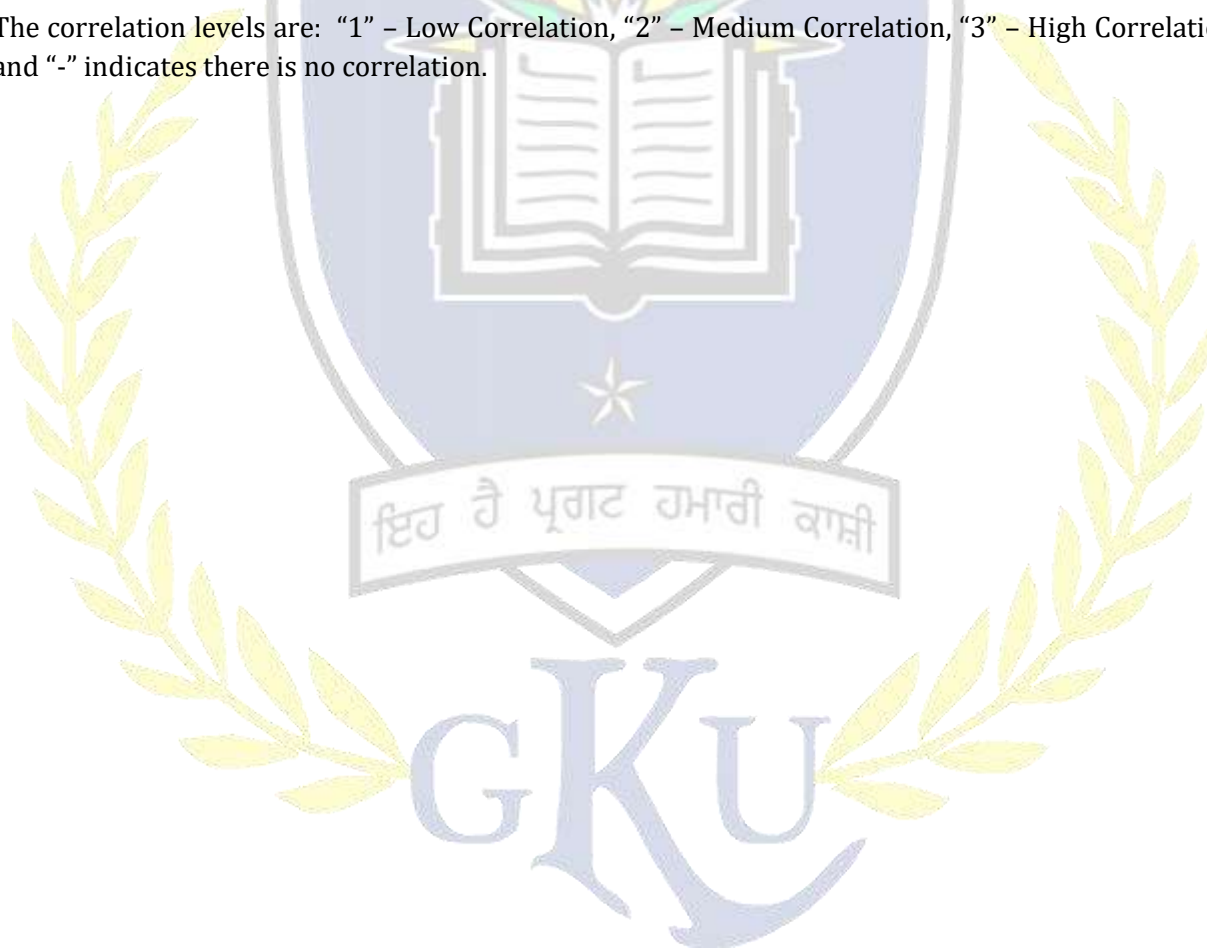 The correlation levels are: “1” – Low Correlation, “2” – Medium Correlation, “3” – High
and “-” indicates there is no correlation.
ਇਹ ਹੈ ਪ੍ਰਗਟ ਹਮਾਰੀ ਕਾਸ਼ੀ
GKU